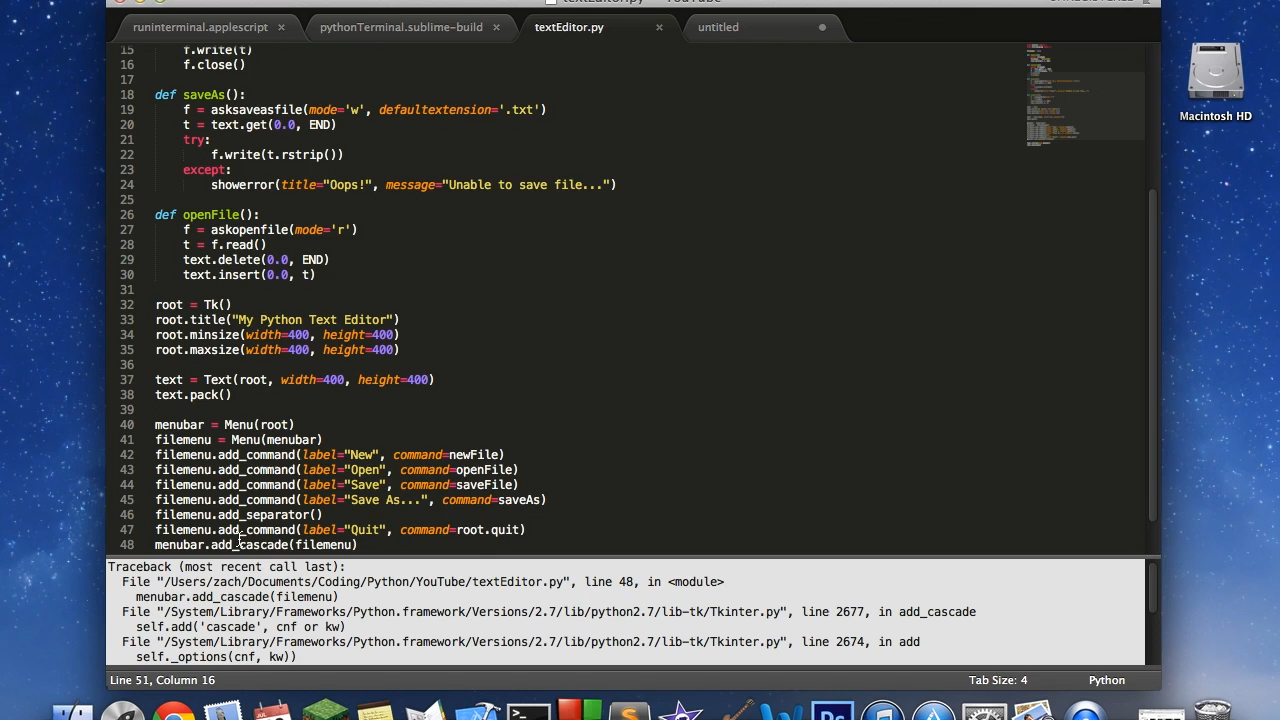 runinterminal.applescript
pythonTerminal.sublime-build
textEditor.py
untitled
15 f.write(t)
16 f.close()
17
18 def saveAs():
19 f = asksaveasfile(mode='w', defaultextension='.txt')
20 t = text.get(0.0, END)
21 try:
22 f.write(t.rstrip())
23 except:
24 showerror(title="Oops!", message="Unable to save file...")
25
26 def openFile():
27 f = askopenfile(mode='r')
28 t = f.read()
29 text.delete(0.0, END)
30 text.insert(0.0, t)
31
32 root = Tk()
33 root.title("My Python Text Editor")
34 root.minsize(width=400, height=400)
35 root.maxsize(width=400, height=400)
36
37 text = Text(root, width=400, height=400)
38 text.pack()
39
40 menubar = Menu(root)
41 filemenu = Menu(menubar)
42 filemenu.add_command(label="New", command=newFile)
43 filemenu.add_command(label="Open", command=openFile)
44 filemenu.add_command(label="Save", command=saveFile)
45 filemenu.add_command(label="Save As...", command=saveAs)
46 filemenu.add_separator()
47 filemenu.add_command(label="Quit", command=root.quit)
48 menubar.add_cascade(filemenu)
Traceback (most recent call last):
File "/Users/zach/Documents/Coding/Python/YouTube/textEditor.py", line 48, in <module>
menubar.add_cascade(filemenu)
File "/System/Library/Frameworks/Python.framework/Versions/2.7/lib/python2.7/lib-tk/Tkinter.py", line 2677, in add_cascade
self.add('cascade', cnf or kw)
File "/System/Library/Frameworks/Python.framework/Versions/2.7/lib/python2.7/lib-tk/Tkinter.py", line 2674, in add
self._options(cnf, kw))
Line 51, Column 16
Tab Size: 4
Python
Macintosh HD